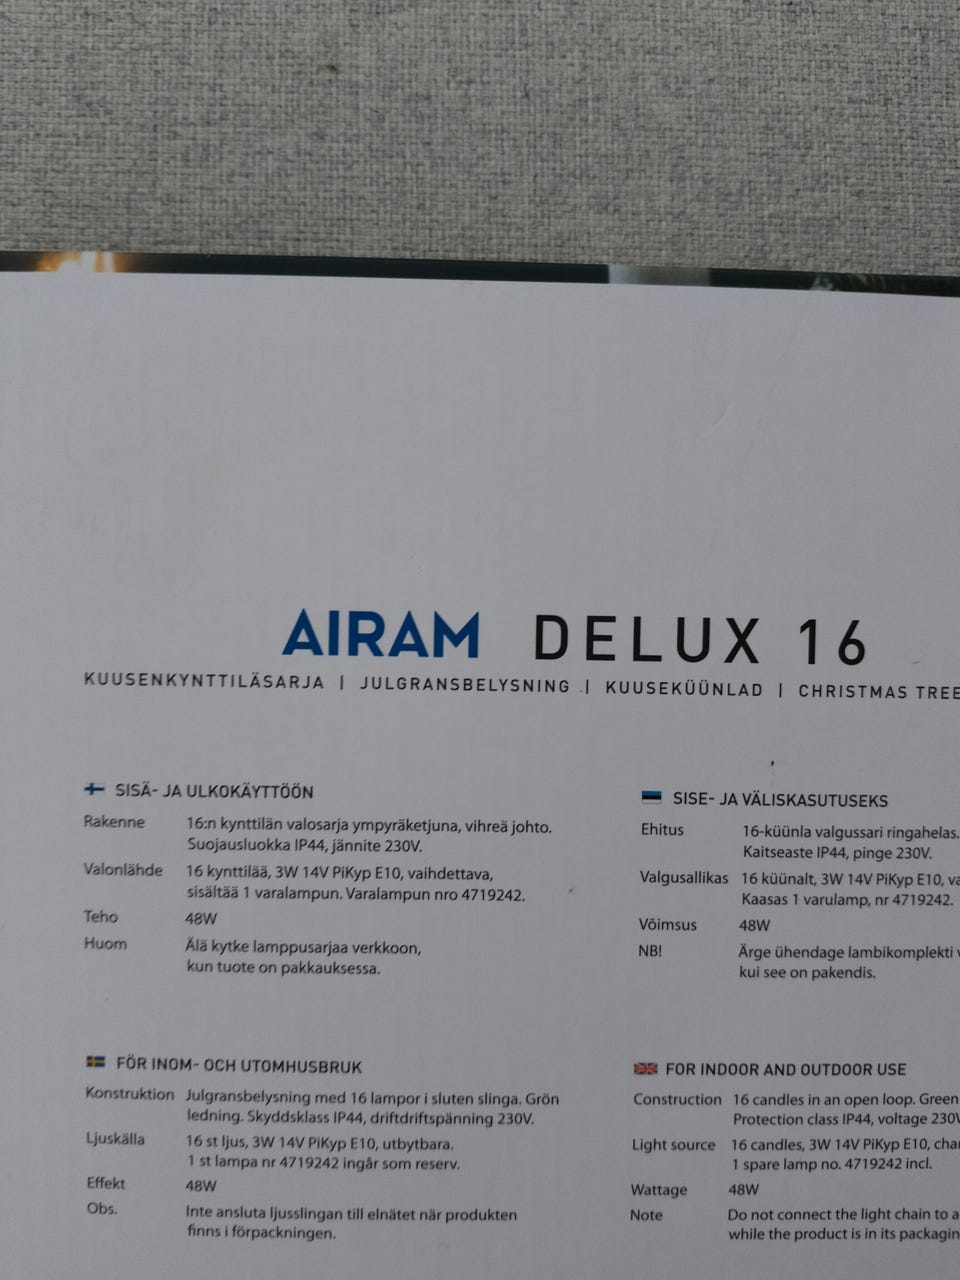 AIRAM DELUX 16
KUUSENKYNTTILÄSARJA | JULGRANSBELYSNING | KUUSEKÜÜNLAD | CHRISTMAS TREE
SISÄ- JA ULKOKÄYTTÖÖN
Rakenne 16:n kynttilän valosarja ympyräketjuna, vihreä johto.
Suojausluokka IP44, jännite 230V.
Valonlähde 16 kynttilää, 3W 14V PiKyp E10, vaihdettava,
sisältää 1 varalampun. Varalampun nro 4719242.
Teho 48W
Huom Älä kytke lamppusarjaa verkkoon,
kun tuote on pakkauksessa.
SISE- JA VÄLISKASUTUSEKS
Ehitus 16-küünla valgussari ringahelas.
Kaitseaste IP44, pinge 230V.
Valgusallikas 16 küünalt, 3W 14V PiKyp E10, va
Kaasas 1 varulamp, nr 4719242.
Võimsus 48W
NB! Ärge ühendage lambikomplekti v
kui see on pakendis.
FÖR INOM- OCH UTOMHUSBRUK
Konstruktion Julgransbelysning med 16 lampor i sluten slinga. Grön
ledning. Skyddsklass IP44, driftdriftspänning 230V.
Ljuskälla 16 st ljus, 3W 14V PiKyp E10, utbytbara.
1 st lampa nr 4719242 ingår som reserv.
Effekt 48W
Obs. Inte ansluta ljusslingan till elnätet när produkten
finns i förpackningen.
FOR INDOOR AND OUTDOOR USE
Construction 16 candles in an open loop. Green
Protection class IP44, voltage 230V
Light source 16 candles, 3W 14V PiKyp E10, cha
1 spare lamp no. 4719242 incl.
Wattage 48W
Note Do not connect the light chain to a
while the product is in its packagin